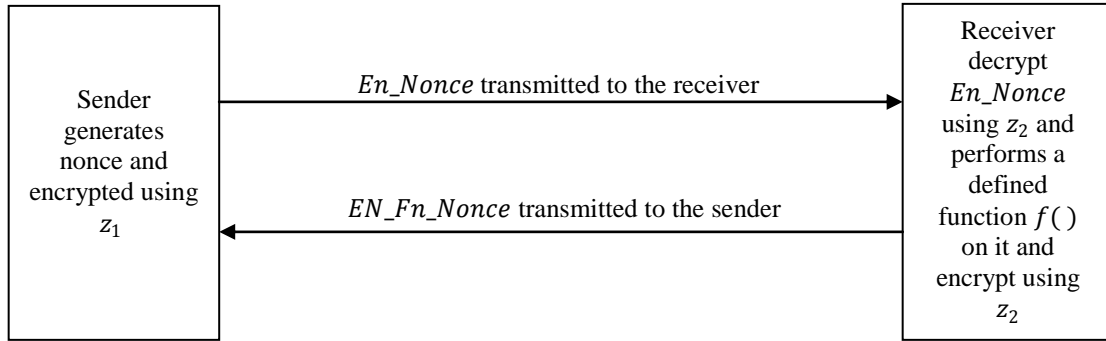 Sender
generates
nonce and
encrypted using
z₁
En_Nonce transmitted to the receiver
EN_Fn_Nonce transmitted to the sender
Receiver
decrypt
En_Nonce
using z₂ and
performs a
defined
function f( )
on it and
encrypt using
z₂